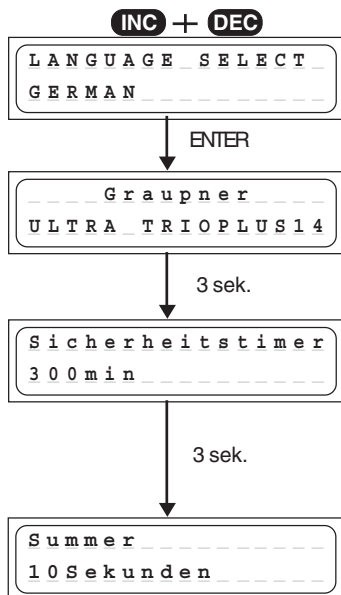 INC + DEC
LANGUAGE SELECT
GERMAN
ENTER
Graupner
ULTRA TRIOPLUS14
3 sek.
Sicherheitstimer
300min
3 sek.
Summer
10Sekunden